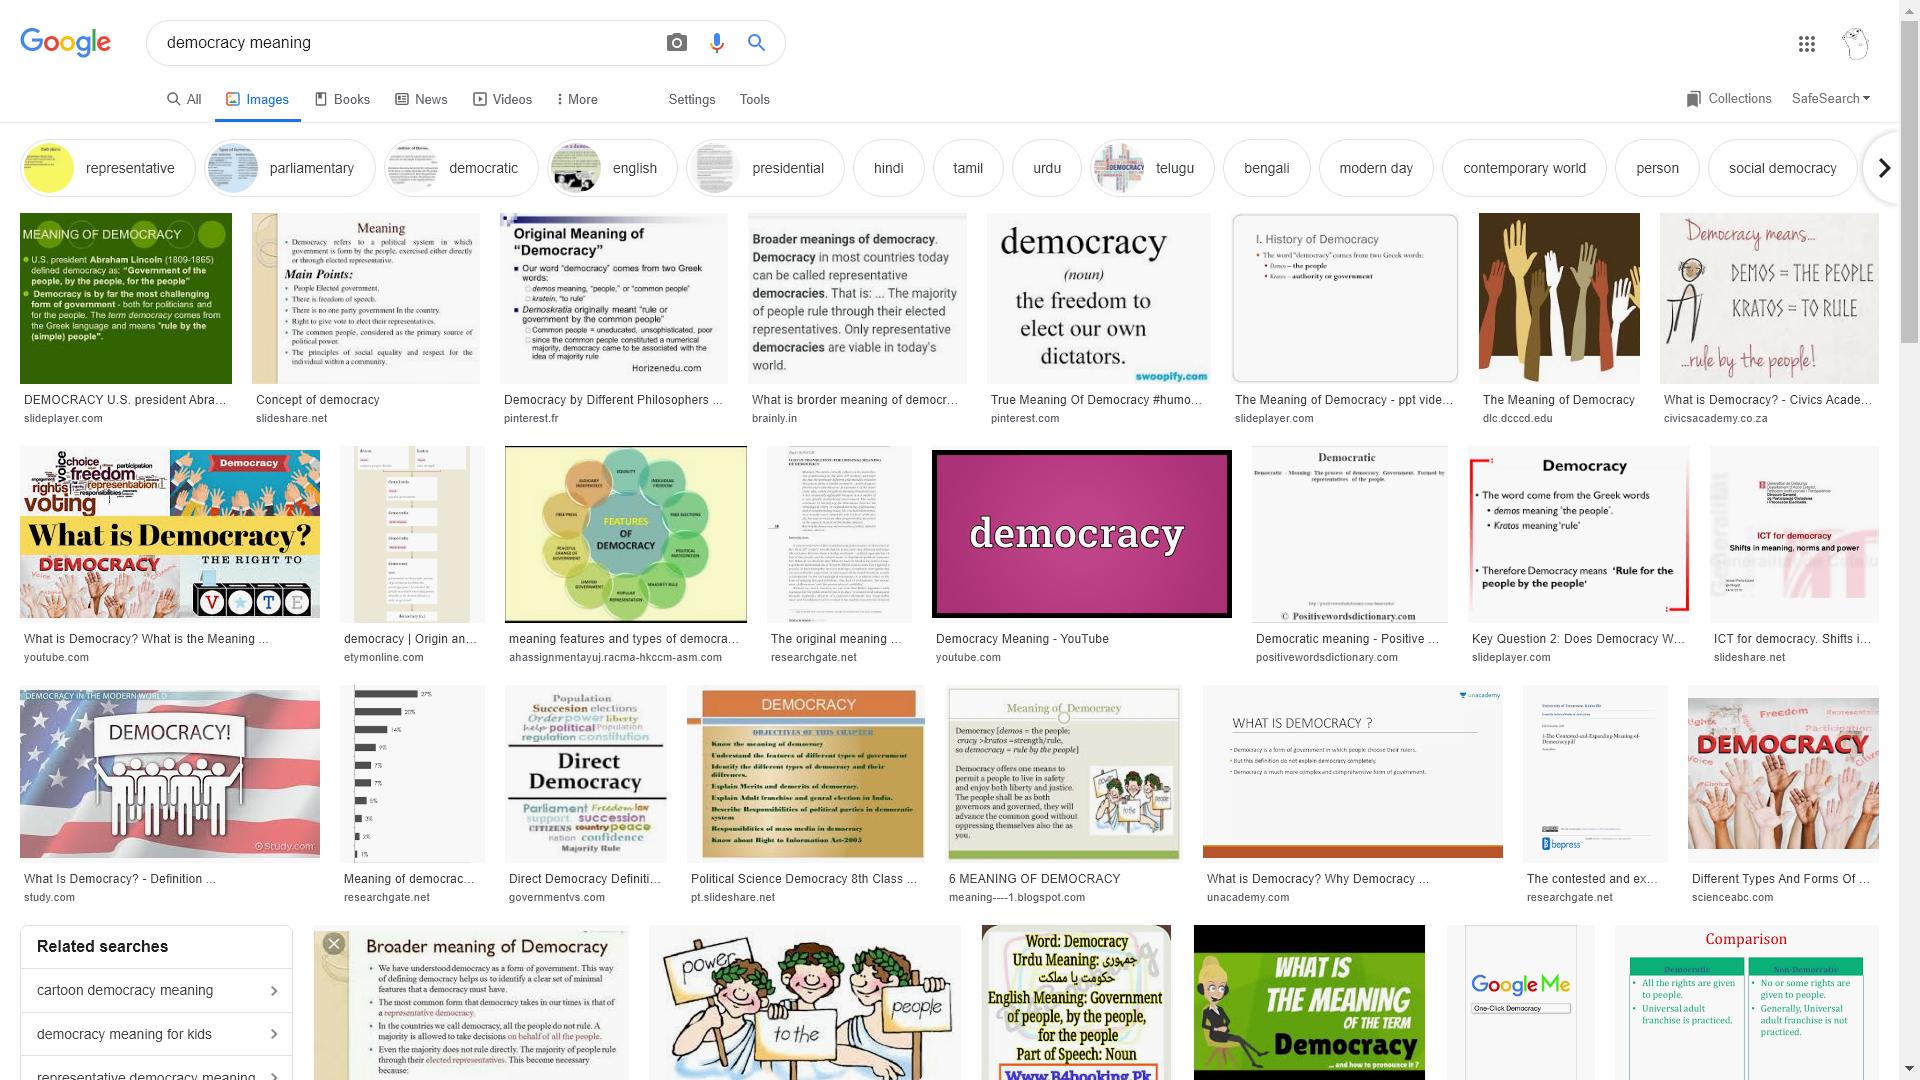 Google
democracy meaning
All
Images
Books
News
Videos
More
Settings
Tools
Collections
SafeSearch
representative
parliamentary
democratic
english
presidential
hindi
tamil
urdu
telugu
bengali
modern day
contemporary world
person
social democracy
MEANING OF DEMOCRACY
U.S. president Abraham Lincoln (1809-1865)
defined democracy as: “Government of the
people, by the people, for the people”
Democracy is by far the most challenging
form of government - both for politicians and
for the people. The term democracy comes from
the Greek language and means "rule by the
(simple) people".
DEMOCRACY U.S. president Abra...
slideplayer.com
Meaning
Democracy refers to a political system in which
government is form by the people, exercised either directly
or through elected representative.
Main Points:
People Elected government.
There is freedom of speech.
There is no one party government In the country.
Right to give vote to elect their representatives.
The common people, considered as the primary source of
political power.
The principles of social equality and respect for the
individual within a community.
Concept of democracy
slideshare.net
Original Meaning of
“Democracy”
Our word “democracy” comes from two Greek
words:
demos meaning, “people,” or “common people”
kratein, “to rule”
Demoskratia originally meant “rule or
government by the common people”
Common people = uneducated, unsophisticated, poor
since the common people constituted a numerical
majority, democracy came to be associated with the
idea of majority rule
Horizenedu.com
Democracy by Different Philosophers ...
pinterest.fr
Broader meanings of democracy.
Democracy in most countries today
can be called representative
democracies. That is: ... The majority
of people rule through their elected
representatives. Only representative
democracies are viable in today's
world.
What is brorder meaning of democr...
brainly.in
democracy
(noun)
the freedom to
elect our own
dictators.
swoopify.com
True Meaning Of Democracy #humo...
pinterest.com
I. History of Democracy
The word “democracy” comes from two Greek words:
Demos – the people
Kratos – authority or government
The Meaning of Democracy - ppt vide...
slideplayer.com
The Meaning of Democracy
dlc.dcccd.edu
Democracy means...
DEMOS = THE PEOPLE
KRATOS = TO RULE
...rule by the people!
What is Democracy? - Civics Acade...
civicsacademy.co.za
voice
choice
participation
freedom
rights
representation
responsibilities
voting
Democracy
What is Democracy?
DEMOCRACY
THE RIGHT TO
VOTE
What is Democracy? What is the Meaning ...
youtube.com
democracy | Origin an...
etymonline.com
FEATURES
OF
DEMOCRACY
EQUALITY
INDIVIDUAL
FREEDOM
FREE ELECTIONS
POLITICAL
PARTICIPATION
MAJORITY RULE
POPULAR
REPRESENTATION
LIMITED
GOVERNMENT
PEACEFUL
CHANGE OF
GOVERNMENT
FREE PRESS
JUDICIARY
INDEPENDENCE
meaning features and types of democra...
ahassignmentayuj.racma-hkccm-asm.com
The original meaning ...
researchgate.net
democracy
Democracy Meaning - YouTube
youtube.com
Democratic
Democratic - Meaning: The process of democracy. Government. Formed by
representatives of the people.
© Positivewordsdictionary.com
Democratic meaning - Positive ...
positivewordsdictionary.com
Democracy
The word come from the Greek words
demos meaning ‘the people’.
Kratos meaning ‘rule’
Therefore Democracy means ‘Rule for the
people by the people’
Key Question 2: Does Democracy W...
slideplayer.com
ICT for democracy
Shifts in meaning, norms and power
ICT for democracy. Shifts i...
slideshare.net
DEMOCRACY IN THE MODERN WORLD
DEMOCRACY!
Study.com
What Is Democracy? - Definition ...
study.com
27%
20%
14%
9%
7%
7%
5%
3%
2%
1%
Meaning of democrac...
researchgate.net
Population
Succesion elections
Order power liberty
help political Population
regulation constitution
Direct
Democracy
Parliament Freedom law
support succession
CITIZENS country peace
nation confidence
Majority Rule
Direct Democracy Definiti...
governmentvs.com
DEMOCRACY
OBJECTIVES OF THIS CHAPTER
Know the meaning of democracy
Understand the features of different types of government
Identify the different types of democracy and their
diffrences.
Explain Merits and demerits of democracy.
Explain Adult franchise and genral election in India.
Describe Responsibilities of political parties in democratic
system
Responsiblities of mass media in democracy
Know about Right to Information Act-2005
Political Science Democracy 8th Class ...
pt.slideshare.net
Meaning of Democracy
Democracy [demos = the people;
cracy >kratos =strength/rule,
so democracy = rule by the people]
Democracy offers one means to
permit a people to live in safety
and enjoy both liberty and justice.
The people shall be as both
governors and governed, they will
advance the common good without
oppressing themselves also the as
you.
6 MEANING OF DEMOCRACY
meaning----1.blogspot.com
unacademy
WHAT IS DEMOCRACY ?
Democracy is a form of government in which people choose their rulers.
But this definition do not explain democracy completely.
Democracy is much more complex and comprehensive form of government.
What is Democracy? Why Democracy ...
unacademy.com
bepress
The contested and ex...
researchgate.net
Rights
Freedom
Participation
DEMOCRACY
Voice
Choice
Different Types And Forms Of ...
scienceabc.com
Related searches
cartoon democracy meaning
democracy meaning for kids
representative democracy meaning
Broader meaning of Democracy
We have understood democracy as a form of government. This way
of defining democracy helps us to identify a clear set of minimal
features that a democracy must have.
The most common form that democracy takes in our times is that of
a representative democracy.
In the countries we call democracy, all the people do not rule. A
majority is allowed to take decisions on behalf of all the people.
Even the majority does not rule directly. The majority of people rule
through their elected representatives. This become necessary
because:
power
to the
people
Word: Democracy
Urdu Meaning: جمہوری
حکومت یا مملکت
English Meaning: Government
of people, by the people,
for the people
Part of Speech: Noun
Www.B4booking.Pk
WHAT IS
THE MEANING
OF THE TERM
Democracy
... and how to pronounce it ?
Google Me
One-Click Democracy
Comparison
Democratic
Non-Democratic
All the rights are given
to people.
Universal adult
franchise is practiced.
No or some rights are
given to people.
Generally, Universal
adult franchise is not
practiced.